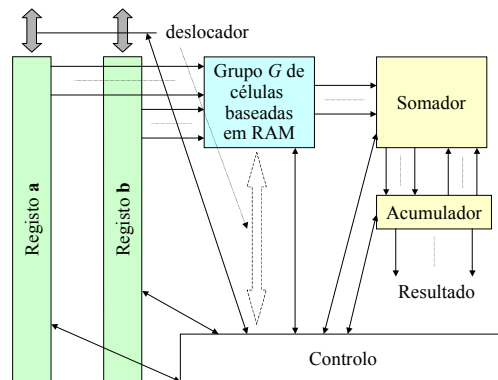 deslocador
Grupo G de
células
baseadas
em RAM
Somador
Registo a
Registo b
Acumulador
Resultado
Controlo